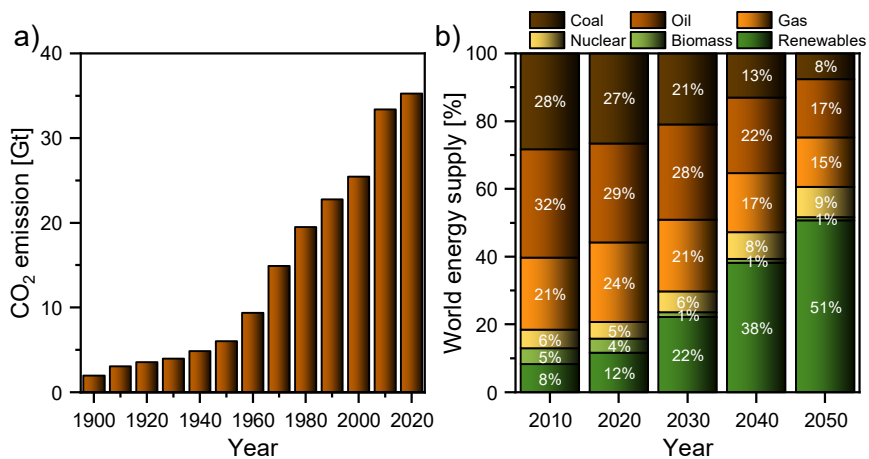 a)
CO2 emission [Gt]
40
30
20
10
0
1900 1920 1940 1960 1980 2000 2020
Year
b)
Coal Oil Gas
Nuclear Biomass Renewables
World energy supply [%]
100
80
60
40
20
0
28% 27% 21% 13% 8%
32% 29% 28% 22% 17%
21% 24% 21% 17% 15%
6% 5% 6% 8% 9%
5% 4% 1% 1% 1%
8% 12% 22% 38% 51%
2010 2020 2030 2040 2050
Year